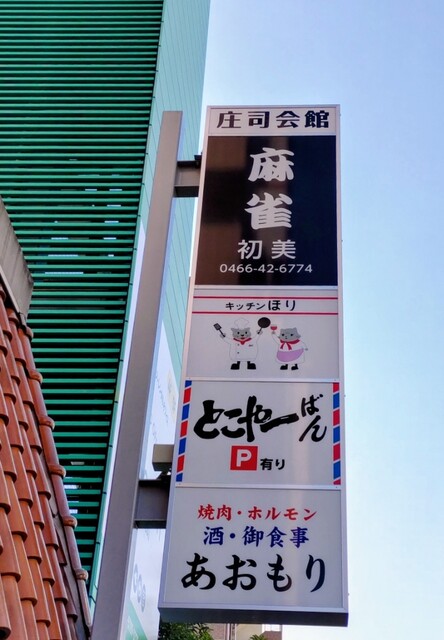 庄司会館
麻雀
初美
0466-42-6774
キッチンほり
とこやーばん
P有り
焼肉・ホルモン
酒・御食事
あおもり